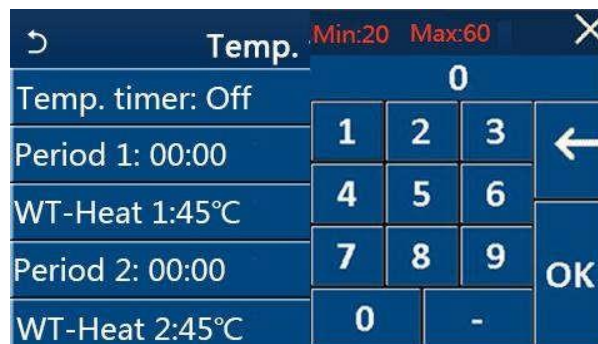 Temp.
Temp. timer: Off
Period 1: 00:00
WT-Heat 1:45℃
Period 2: 00:00
WT-Heat 2:45℃
Min:20 Max:60
0
1 2 3
4 5 6
7 8 9
0 -
OK